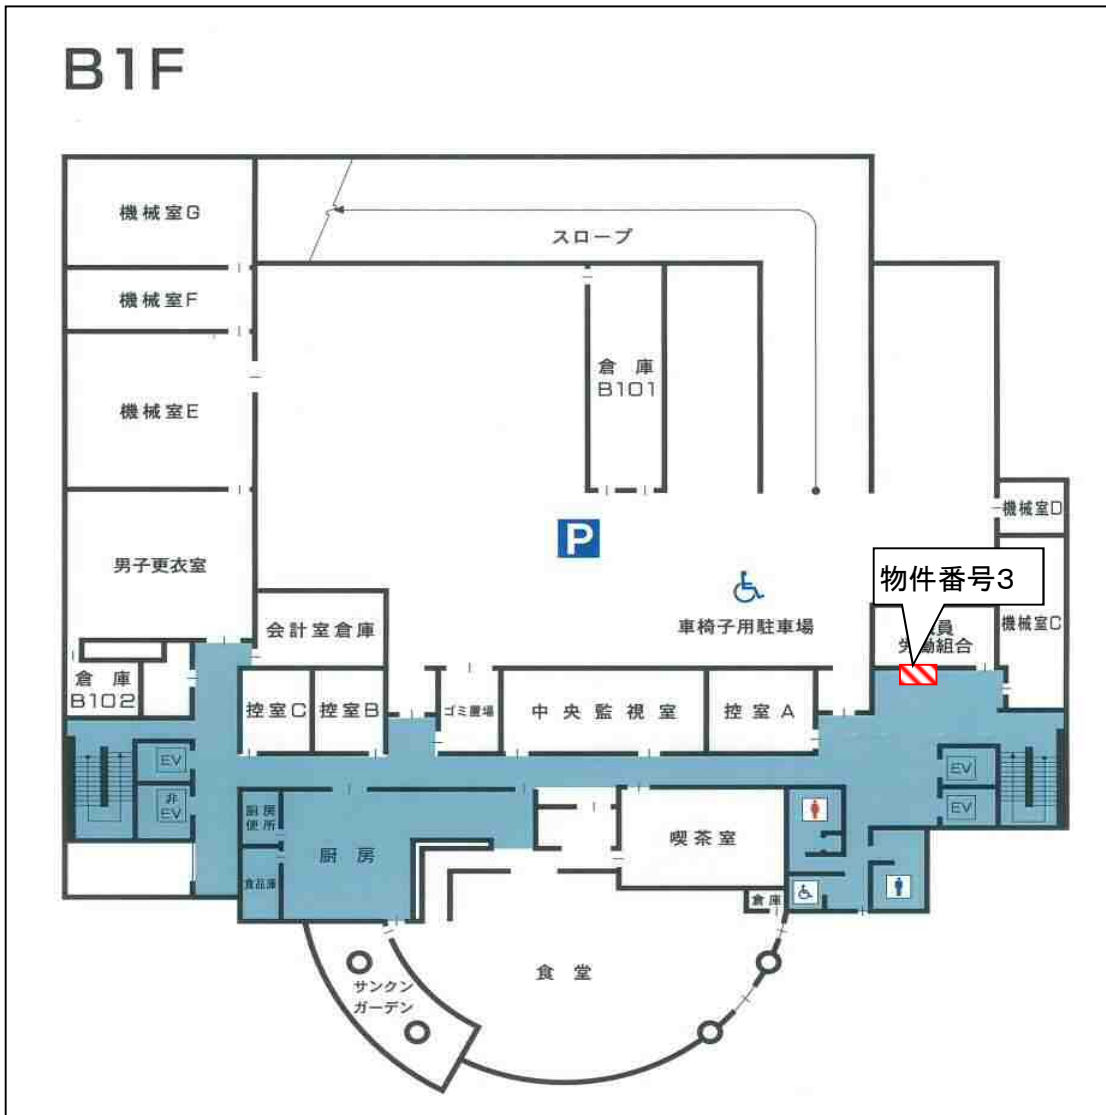 B1F
機械室G
スロープ
機械室F
倉庫
B101
機械室E
機械室D
P
物件番号3
男子更衣室
会計室倉庫
車椅子用駐車場
員
労働組合
機械室C
倉庫
B102
控室C
控室B
ゴミ置場
中央監視室
控室A
EV
EV
非
EV
EV
厨房
便所
厨房
喫茶室
食品庫
倉庫
食堂
サンクン
ガーデン